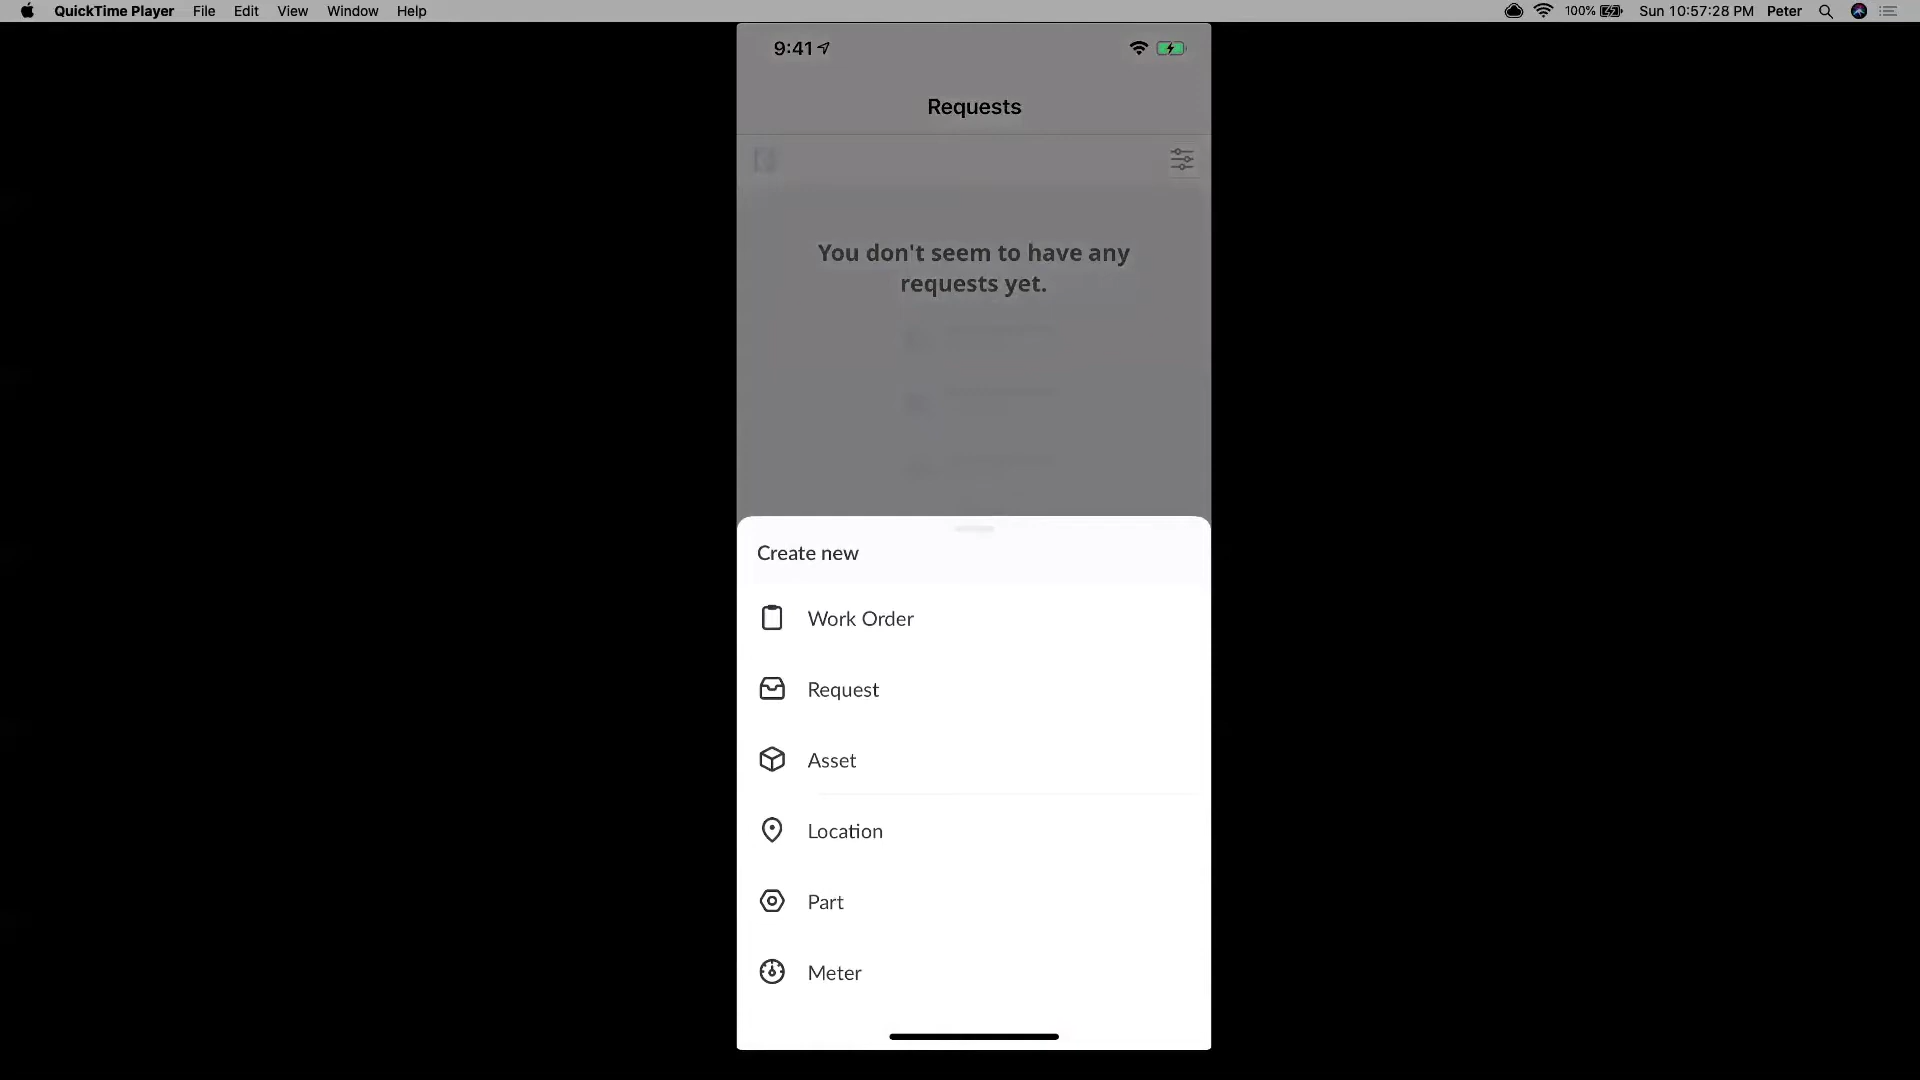 QuickTime Player File Edit View Window Help 100% Sun 10:57:28 PM Peter
9:41
Requests
You don't seem to have any
requests yet.
Create new
Work Order
Request
Asset
Location
Part
Meter